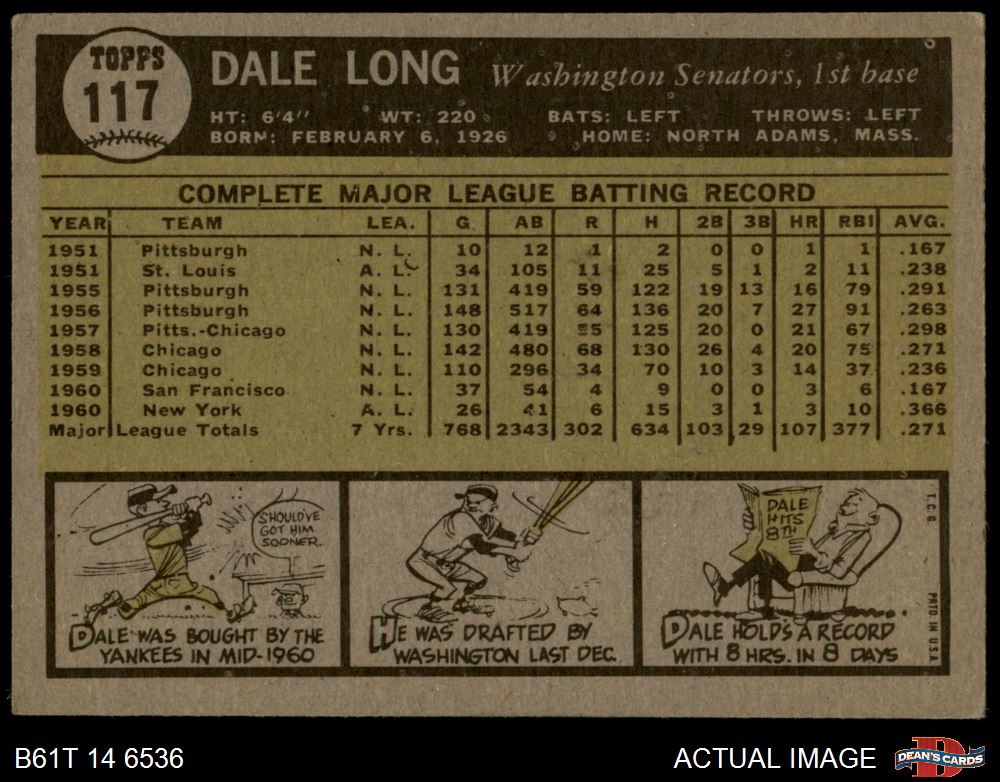 TOPPS
117
DALE LONG Washington Senators, 1st base
HT: 6'4" WT: 220 BATS: LEFT THROWS: LEFT
BORN: FEBRUARY 6, 1926 HOME: NORTH ADAMS, MASS.
COMPLETE MAJOR LEAGUE BATTING RECORD
YEAR TEAM LEA. G AB R H 2B 3B HR RBI AVG.
1951 Pittsburgh N. L. 10 12 1 2 0 0 1 1 .167
1951 St. Louis A. L. 34 105 11 25 5 1 2 11 .238
1955 Pittsburgh N. L. 131 419 59 122 19 13 16 79 .291
1956 Pittsburgh N. L. 148 517 64 136 20 7 27 91 .263
1957 Pitts.-Chicago N. L. 130 419 55 125 20 0 21 67 .298
1958 Chicago N. L. 142 480 68 130 26 4 20 75 .271
1959 Chicago N. L. 110 296 34 70 10 3 14 37 .236
1960 San Francisco N. L. 37 54 4 9 0 0 3 6 .167
1960 New York A. L. 26 41 6 15 3 1 3 10 .366
Major League Totals 7 Yrs. 768 2343 302 634 103 29 107 377 .271
SHOULD'VE
GOT HIM
SOONER.
DALE WAS BOUGHT BY THE
YANKEES IN MID-1960
HE WAS DRAFTED BY
WASHINGTON LAST DEC.
DALE
HITS
8TH
DALE HOLDS A RECORD
WITH 8 HRS. IN 8 DAYS
T.C.G.
PRTD IN U.S.A.
B61T 14 6536
ACTUAL IMAGE
D
DEAN'S CARDS